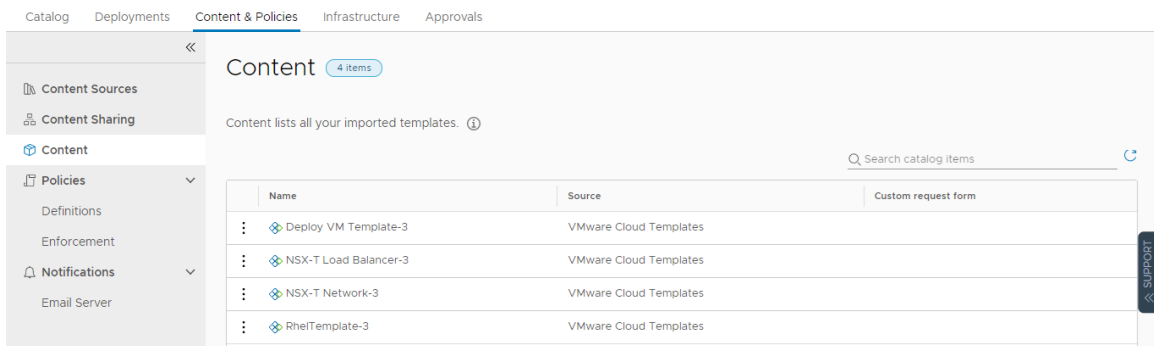 Catalog Deployments Content & Policies Infrastructure Approvals
Content Sources
Content Sharing
Content
Policies
Definitions
Enforcement
Notifications
Email Server
Content 4 items
Content lists all your imported templates.
Search catalog items
Name Source Custom request form
Deploy VM Template-3 VMware Cloud Templates
NSX-T Load Balancer-3 VMware Cloud Templates
NSX-T Network-3 VMware Cloud Templates
RhelTemplate-3 VMware Cloud Templates
SUPPORT